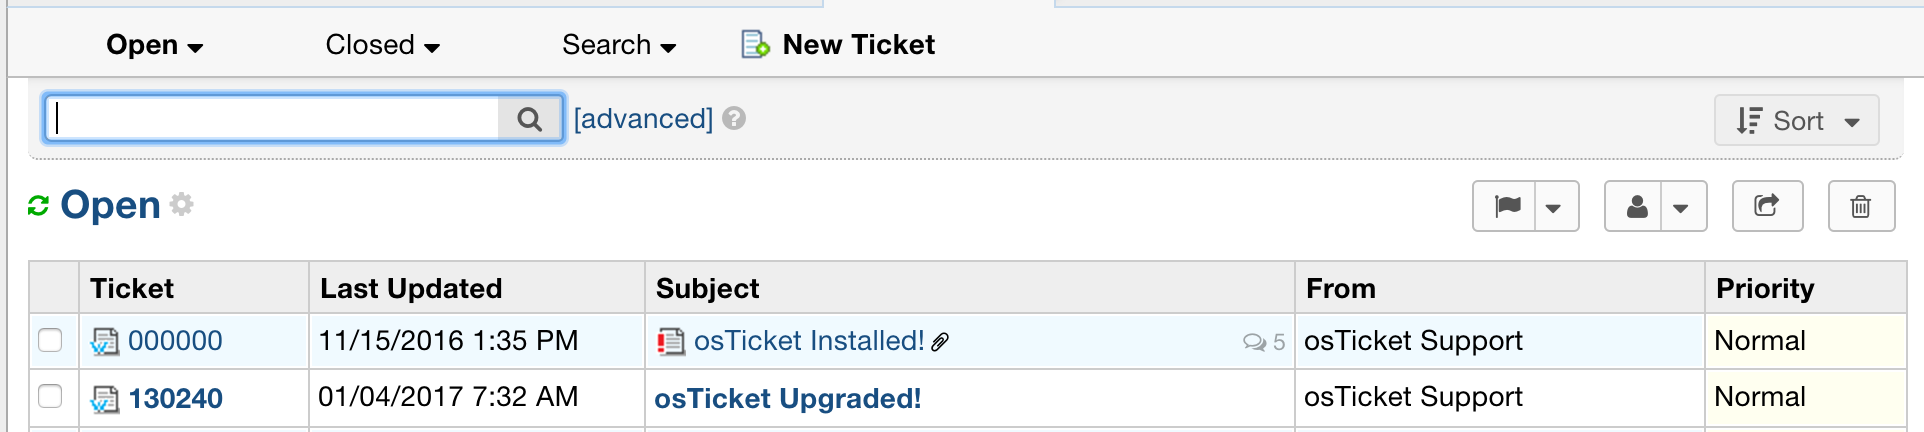 Open Closed Search New Ticket
[advanced] ? Sort
Open
Ticket Last Updated Subject From Priority
000000 11/15/2016 1:35 PM osTicket Installed! 5 osTicket Support Normal
130240 01/04/2017 7:32 AM osTicket Upgraded! osTicket Support Normal